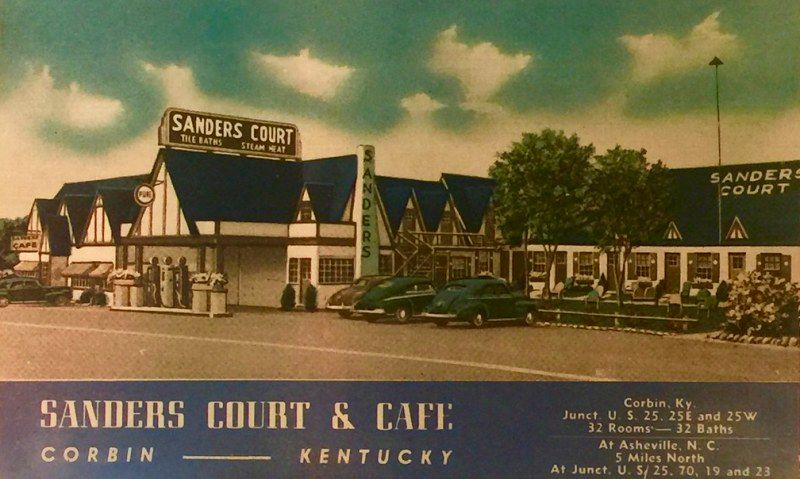 SANDERS COURT
TILE BATHS STEAM HEAT
PURE
SANDERS
SANDERS
COURT
CAFE
SANDERS COURT & CAFE
CORBIN — KENTUCKY
Corbin, Ky.
Junct. U. S. 25, 25E and 25W
32 Rooms — 32 Baths
At Asheville, N. C.
5 Miles North
At Junct. U. S. 25, 70, 19 and 23